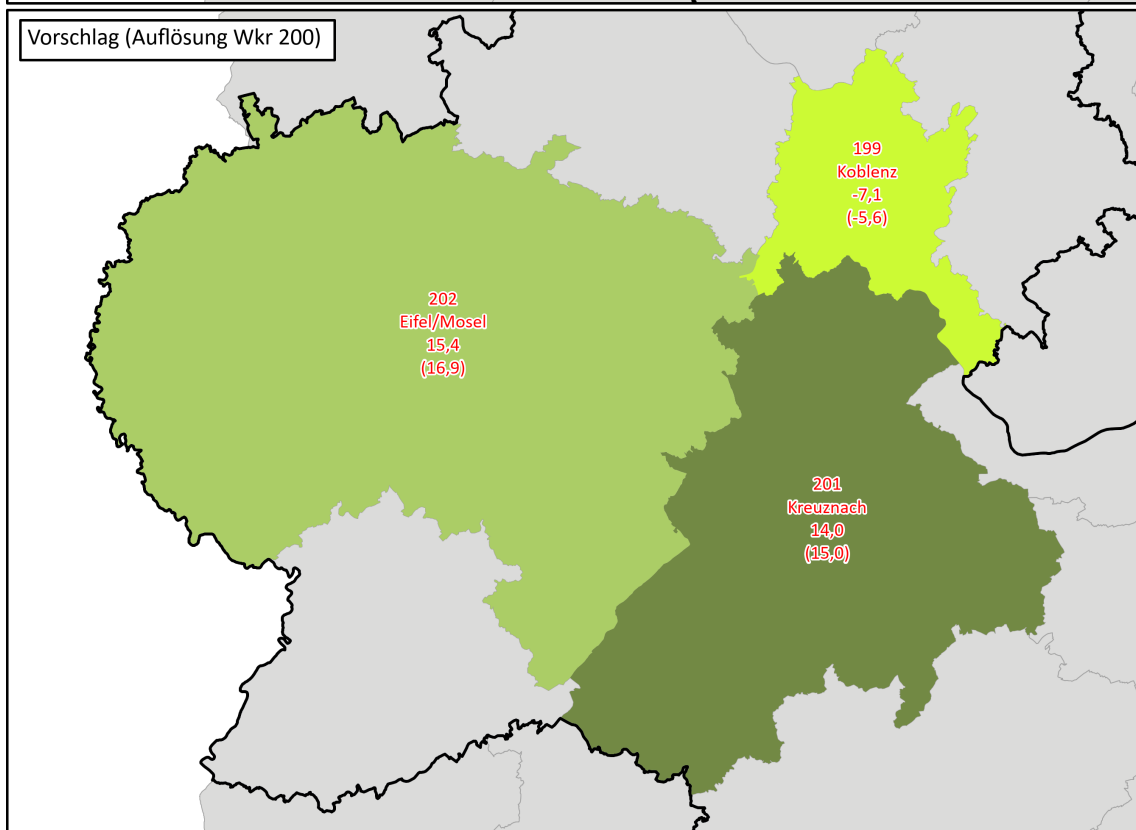 Vorschlag (Auflösung Wkr 200)
199
Koblenz
-7,1
(-5,6)
202
Eifel/Mosel
15,4
(16,9)
201
Kreuznach
14,0
(15,0)